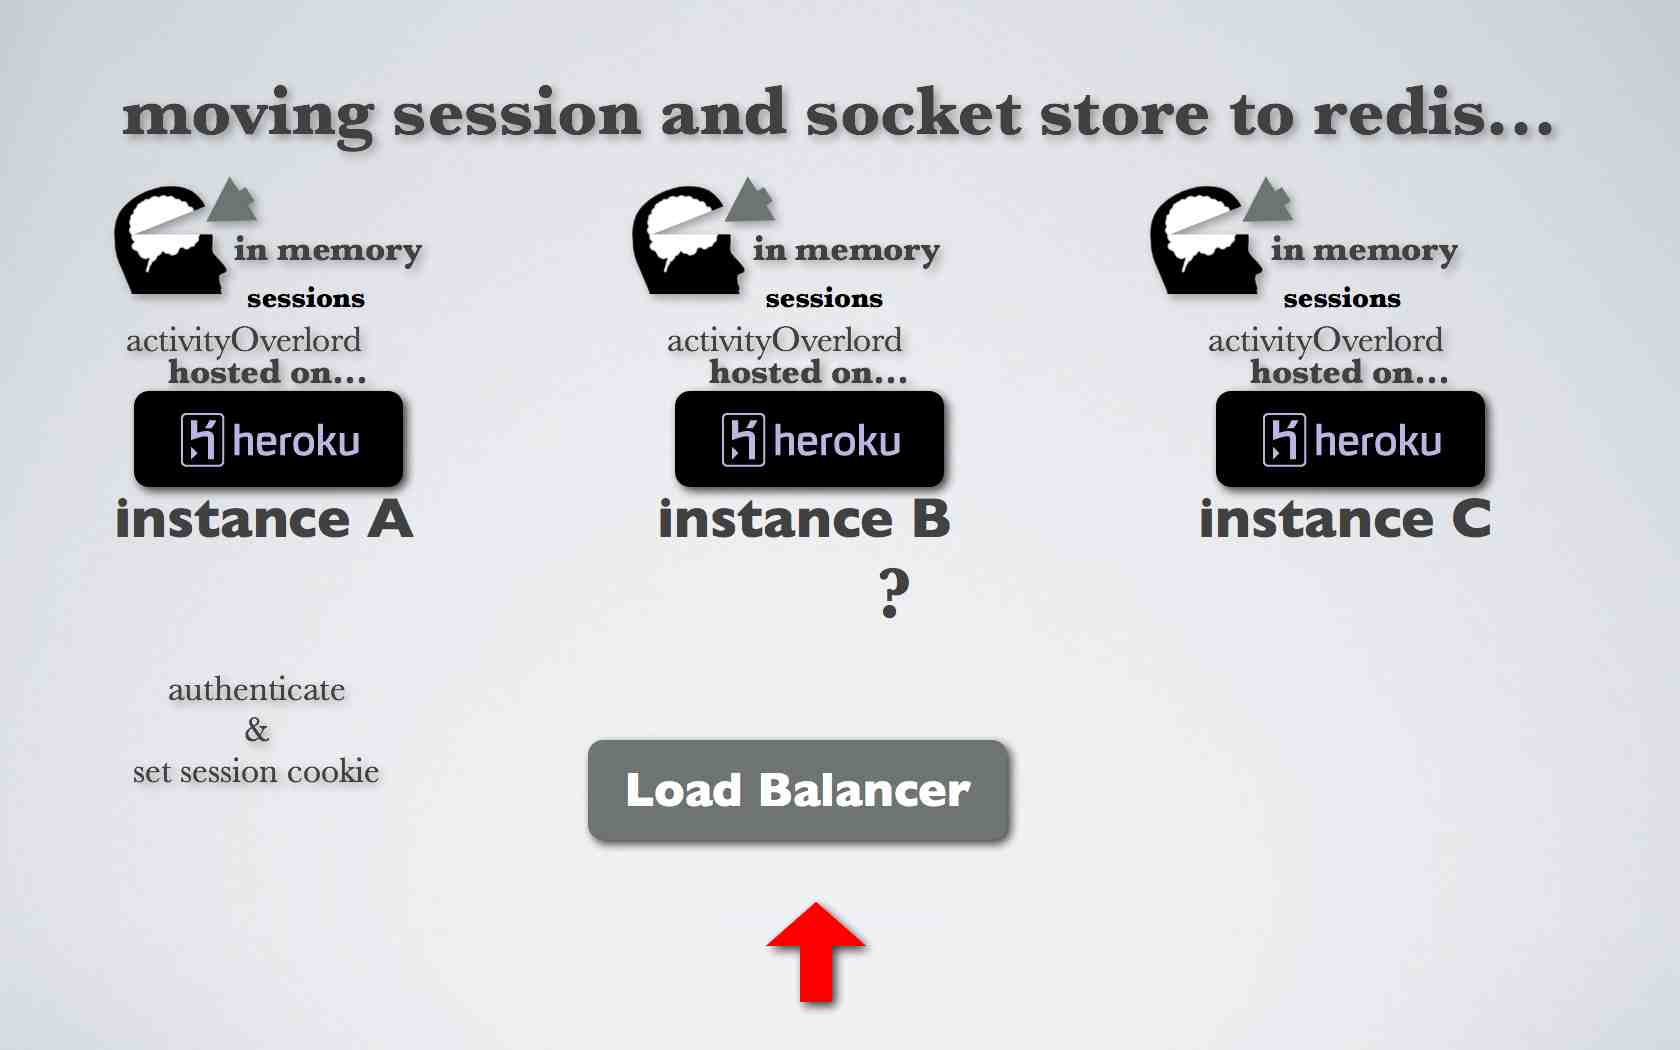 moving session and socket store to redis...
in memory
sessions
activityOverlord
hosted on...
heroku
instance A
in memory
sessions
activityOverlord
hosted on...
heroku
instance B
in memory
sessions
activityOverlord
hosted on...
heroku
instance C
?
authenticate
&
set session cookie
Load Balancer